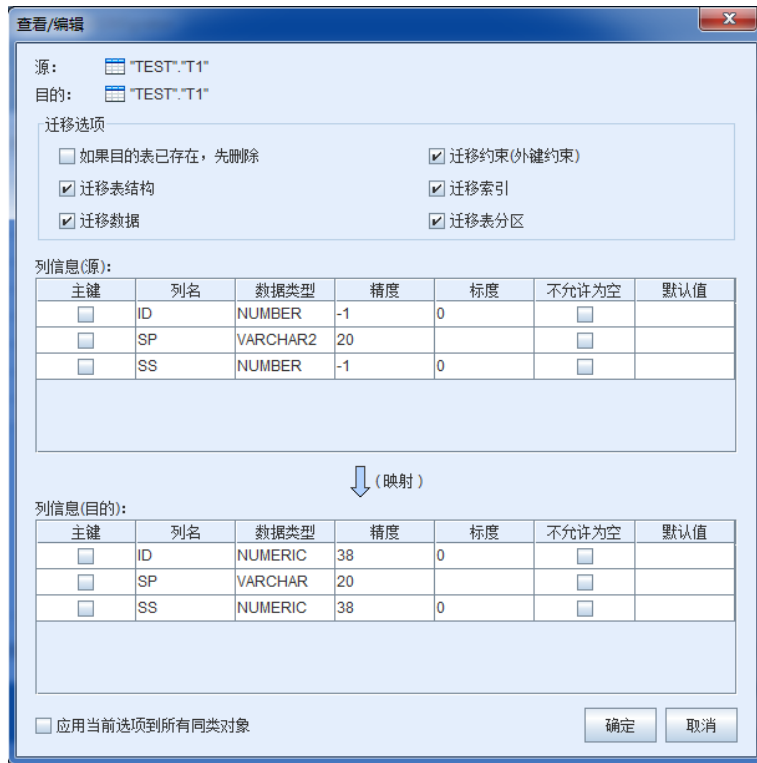 查看/编辑
源： "TEST"."T1"
目的： "TEST"."T1"
迁移选项
如果目的表已存在，先删除 迁移约束(外键约束)
迁移表结构 迁移索引
迁移数据 迁移表分区
列信息(源):
主键 列名 数据类型 精度 标度 不允许为空 默认值
ID NUMBER -1 0
SP VARCHAR2 20
SS NUMBER -1 0
(映射)
列信息(目的):
主键 列名 数据类型 精度 标度 不允许为空 默认值
ID NUMERIC 38 0
SP VARCHAR 20
SS NUMERIC 38 0
应用当前选项到所有同类对象 确定 取消